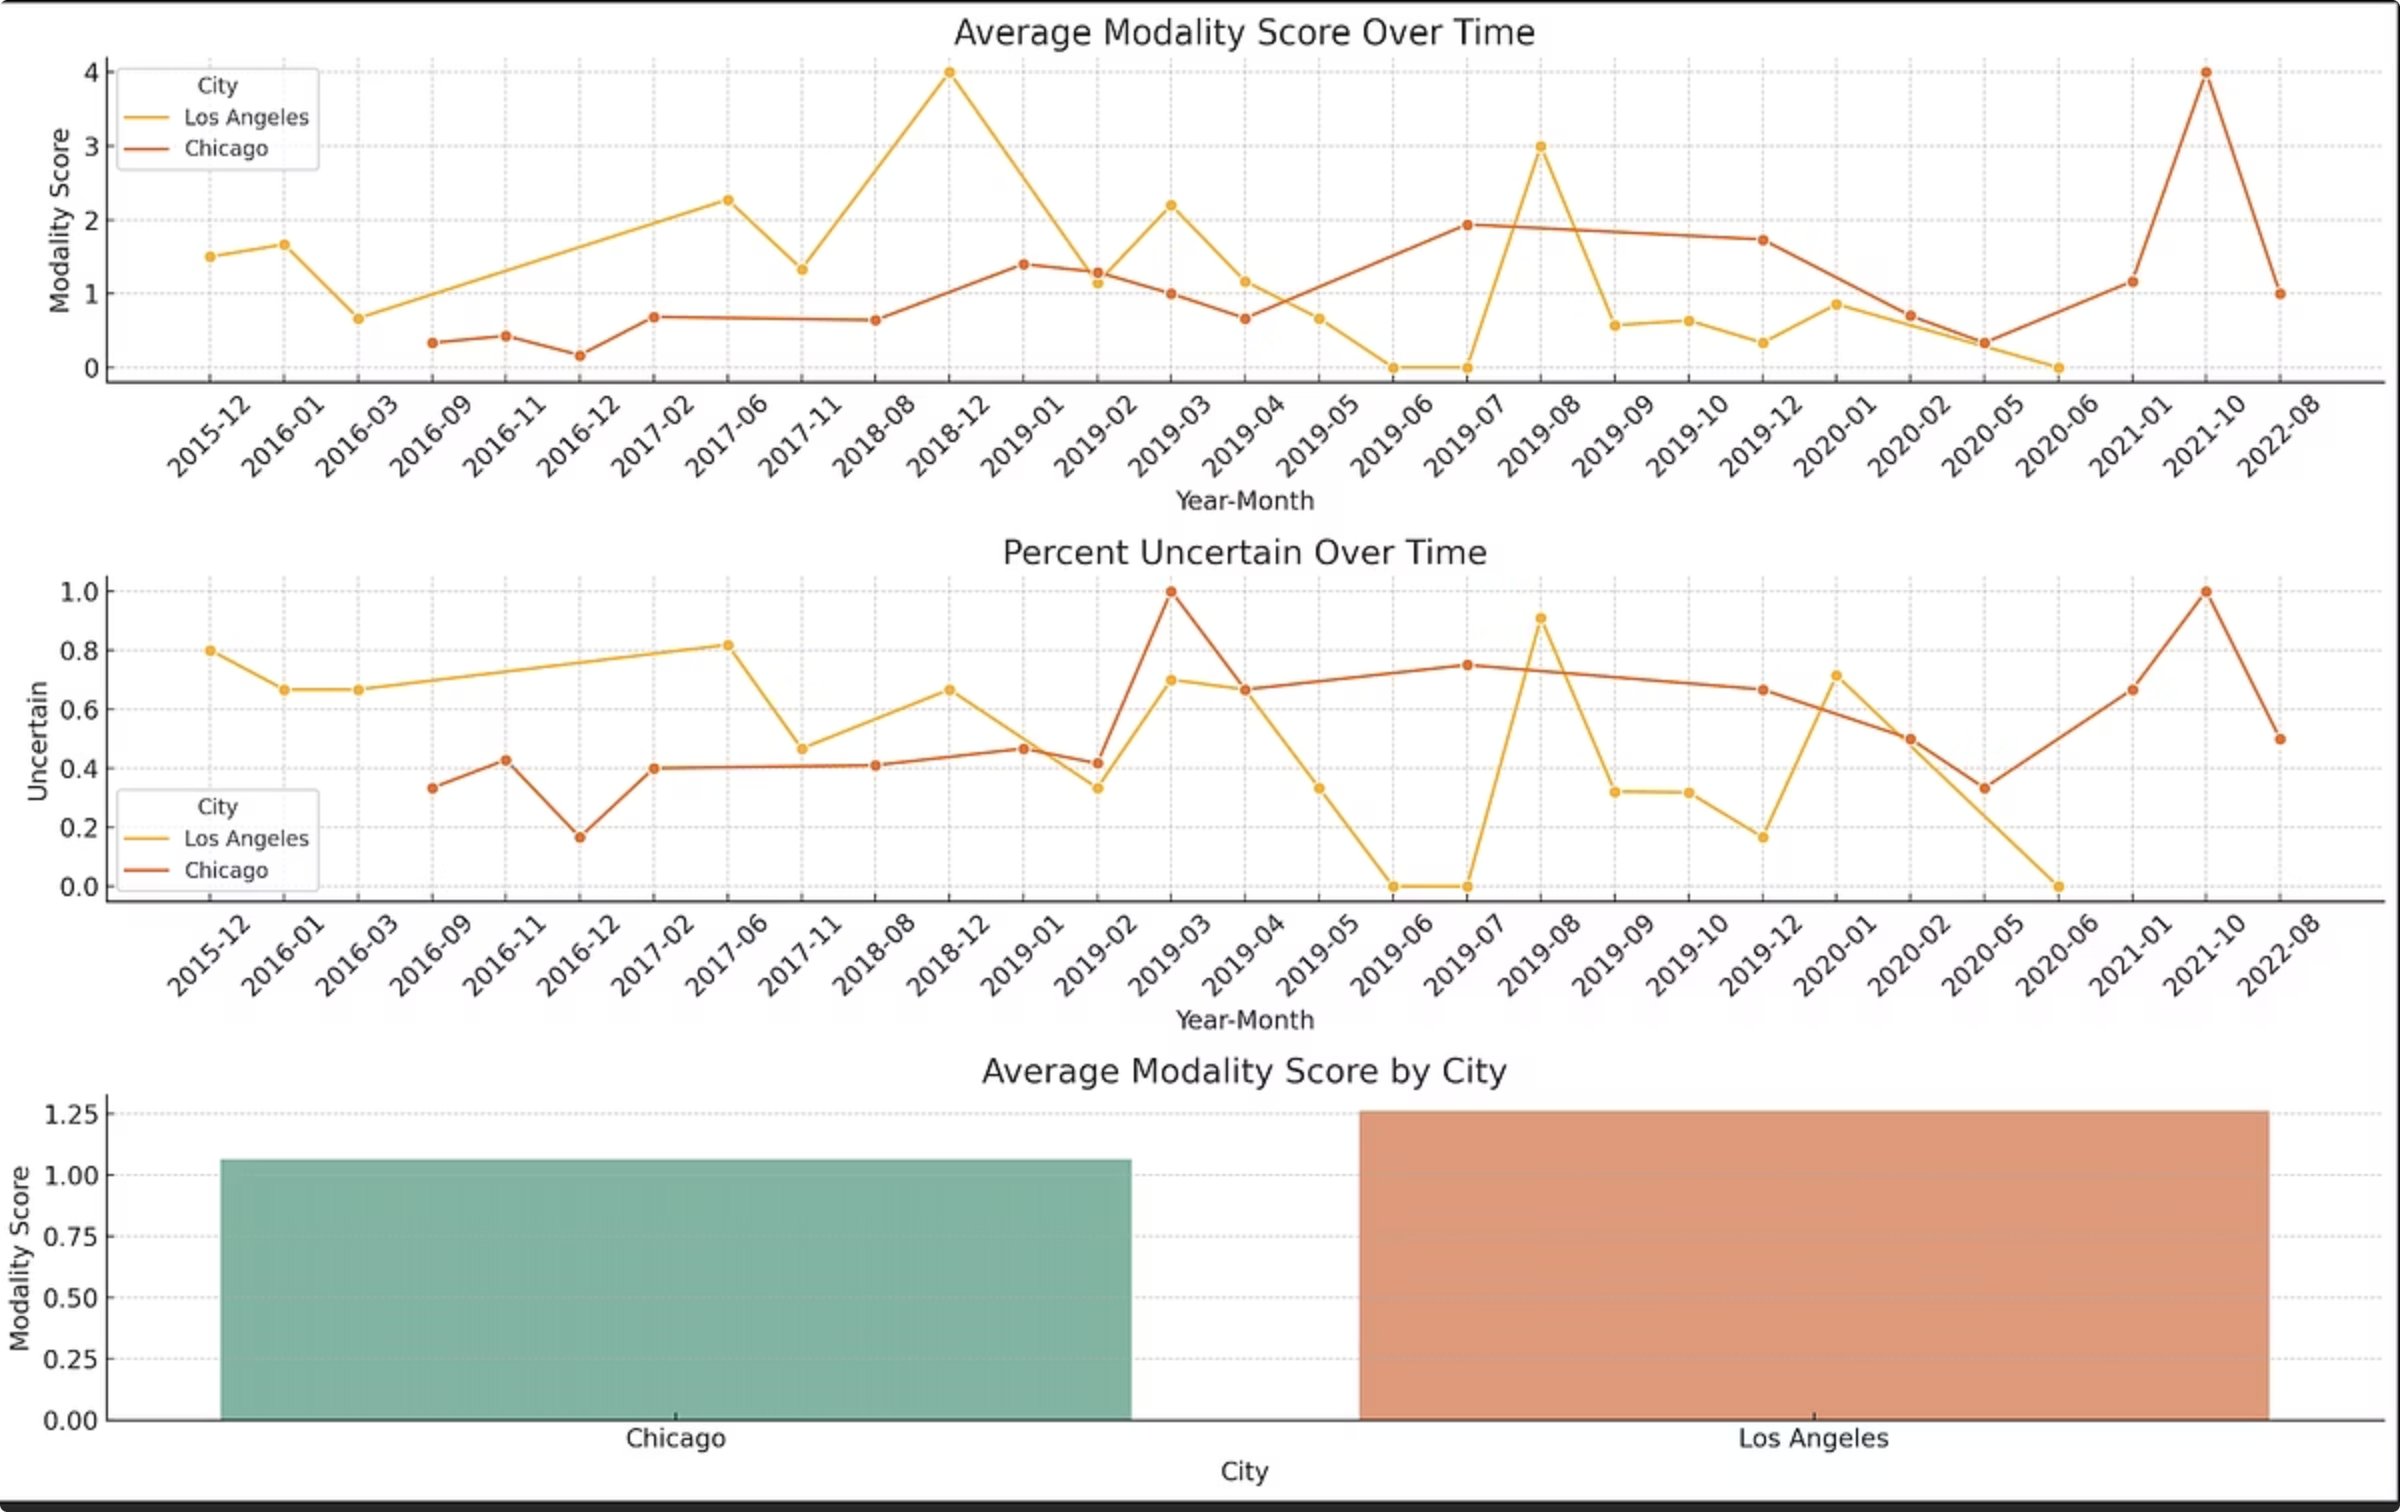 Average Modality Score Over Time
Modality Score
4
3
2
1
0
City
Los Angeles
Chicago
2015-12 2016-01 2016-03 2016-09 2016-11 2016-12 2017-02 2017-06 2017-11 2018-08 2018-12 2019-01 2019-02 2019-03 2019-04 2019-05 2019-06 2019-07 2019-08 2019-09 2019-10 2019-12 2020-01 2020-02 2020-05 2020-06 2021-01 2021-10 2022-08
Year-Month
Percent Uncertain Over Time
Uncertain
1.0
0.8
0.6
0.4
0.2
0.0
City
Los Angeles
Chicago
2015-12 2016-01 2016-03 2016-09 2016-11 2016-12 2017-02 2017-06 2017-11 2018-08 2018-12 2019-01 2019-02 2019-03 2019-04 2019-05 2019-06 2019-07 2019-08 2019-09 2019-10 2019-12 2020-01 2020-02 2020-05 2020-06 2021-01 2021-10 2022-08
Year-Month
Average Modality Score by City
Modality Score
1.25
1.00
0.75
0.50
0.25
0.00
Chicago Los Angeles
City